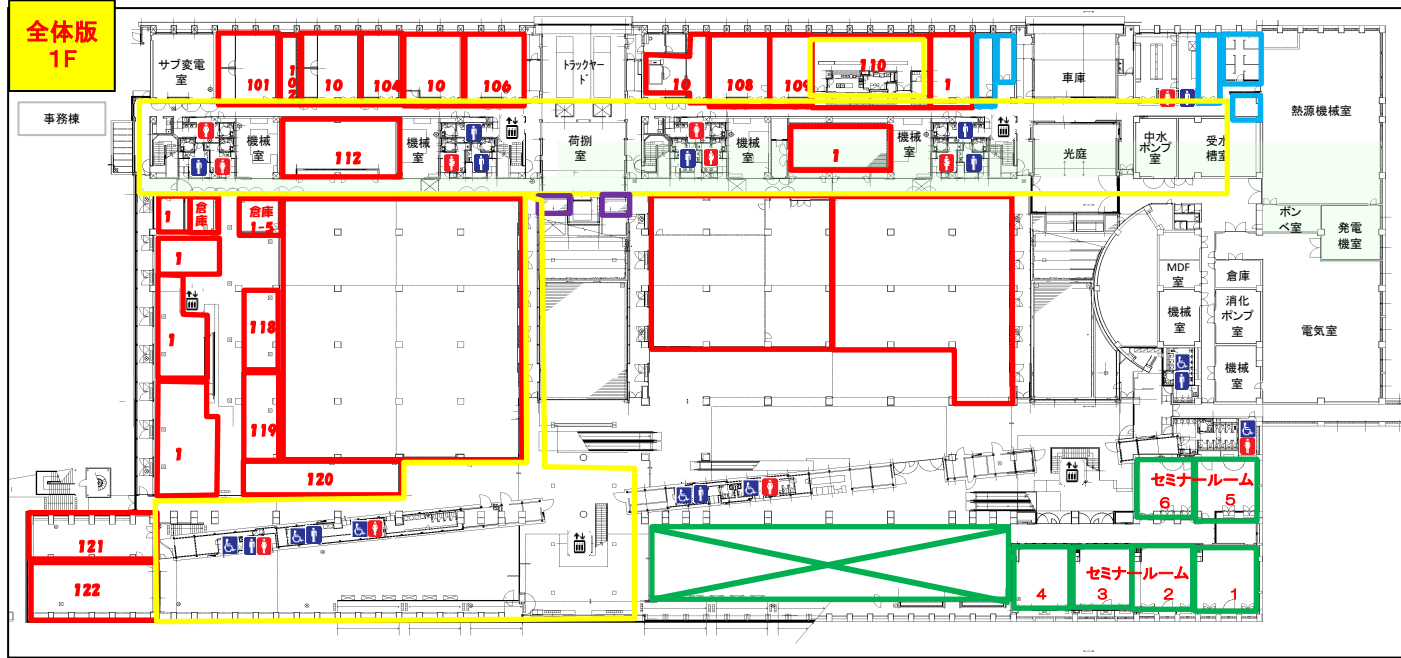 全体版
1F
事務棟
サブ変電
室
101
102
10
104
10
106
トラックヤー
ド
10
108
109
110
1
車庫
熱源機械室
機械
室
112
機械
室
荷捌
室
機械
室
1
機械
室
光庭
中水
ポンプ
室
受水
槽室
1
倉
庫
倉庫
1-5
ボン
ベ室
発電
機室
1
MDF
室
倉庫
1
118
機械
室
消化
ポンプ
室
電気室
機械
室
1
119
120
セミナールーム
6
5
121
122
セミナールーム
4
3
2
1